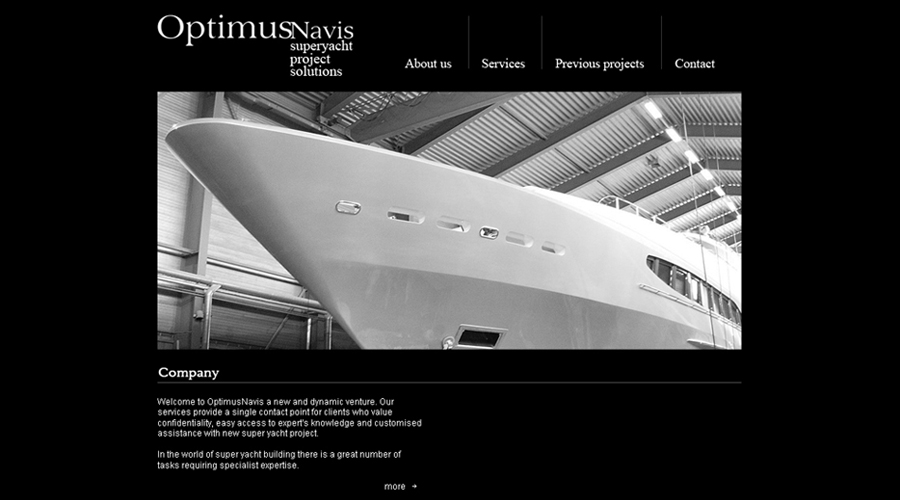 OptimusNavis
superyacht
project
solutions
About us
Services
Previous projects
Contact
Company
Welcome to OptimusNavis a new and dynamic venture. Our
services provide a single contact point for clients who value
confidentiality, easy access to expert's knowledge and customised
assistance with new super yacht project.
In the world of super yacht building there is a great number of
tasks requiring specialist expertise.
more →